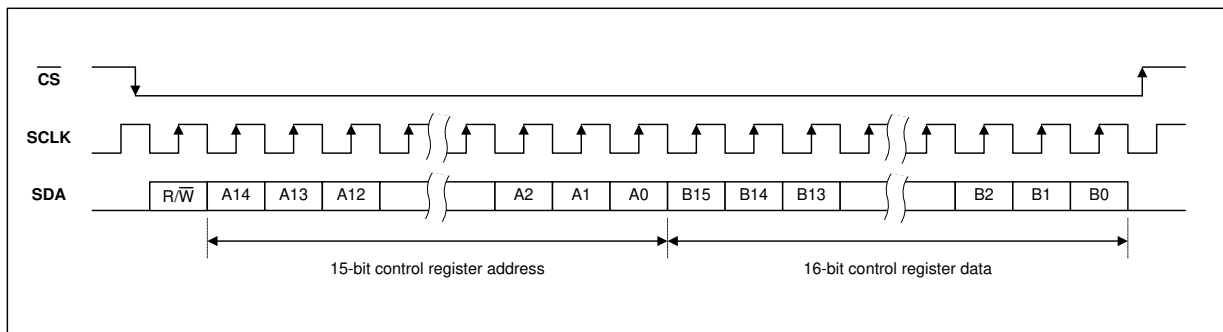 C̅S̅
SCLK
SDA R/W̅ A14 A13 A12 A2 A1 A0 B15 B14 B13 B2 B1 B0
15-bit control register address 16-bit control register data